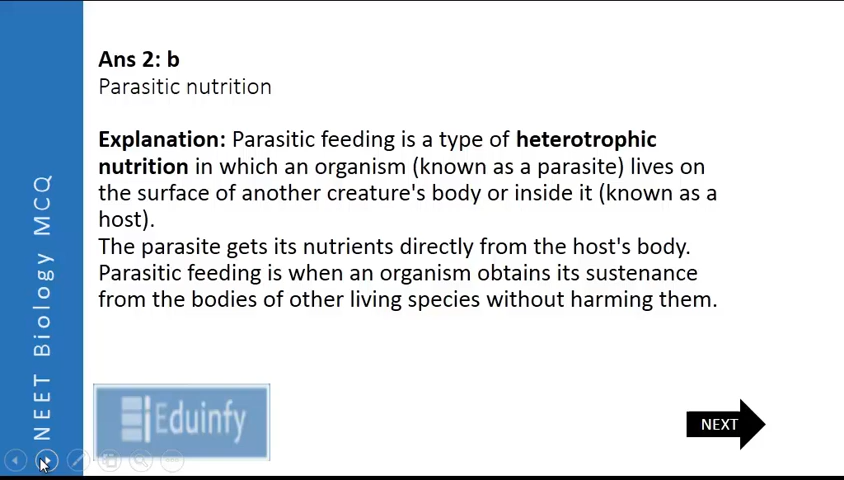 Ans 2: b
Parasitic nutrition
Explanation: Parasitic feeding is a type of heterotrophic
nutrition in which an organism (known as a parasite) lives on
the surface of another creature's body or inside it (known as a
host).
The parasite gets its nutrients directly from the host's body.
Parasitic feeding is when an organism obtains its sustenance
from the bodies of other living species without harming them.
NEET Biology MCQ
Eduinfy
NEXT